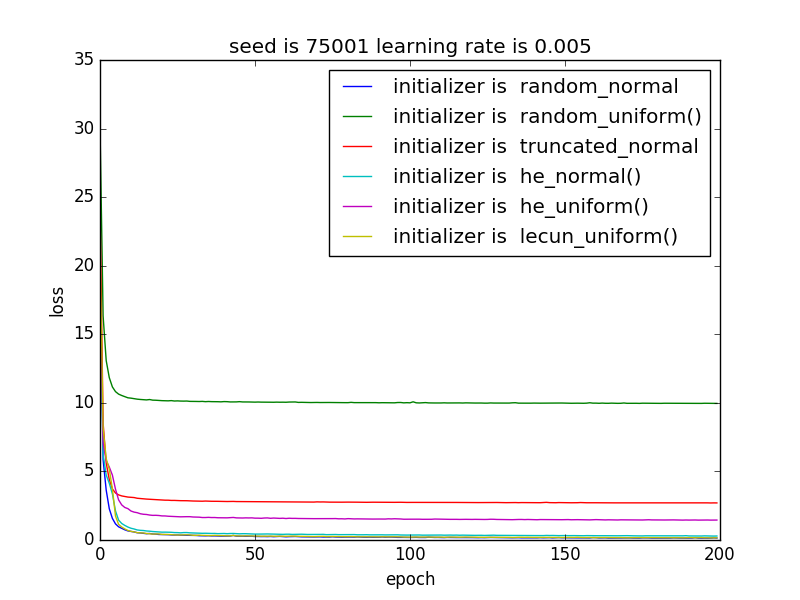 seed is 75001 learning rate is 0.005
35
30
25
20
15
10
5
0
loss
initializer is  random_normal
initializer is  random_uniform()
initializer is  truncated_normal
initializer is  he_normal()
initializer is  he_uniform()
initializer is  lecun_uniform()
0 50 100 150 200
epoch